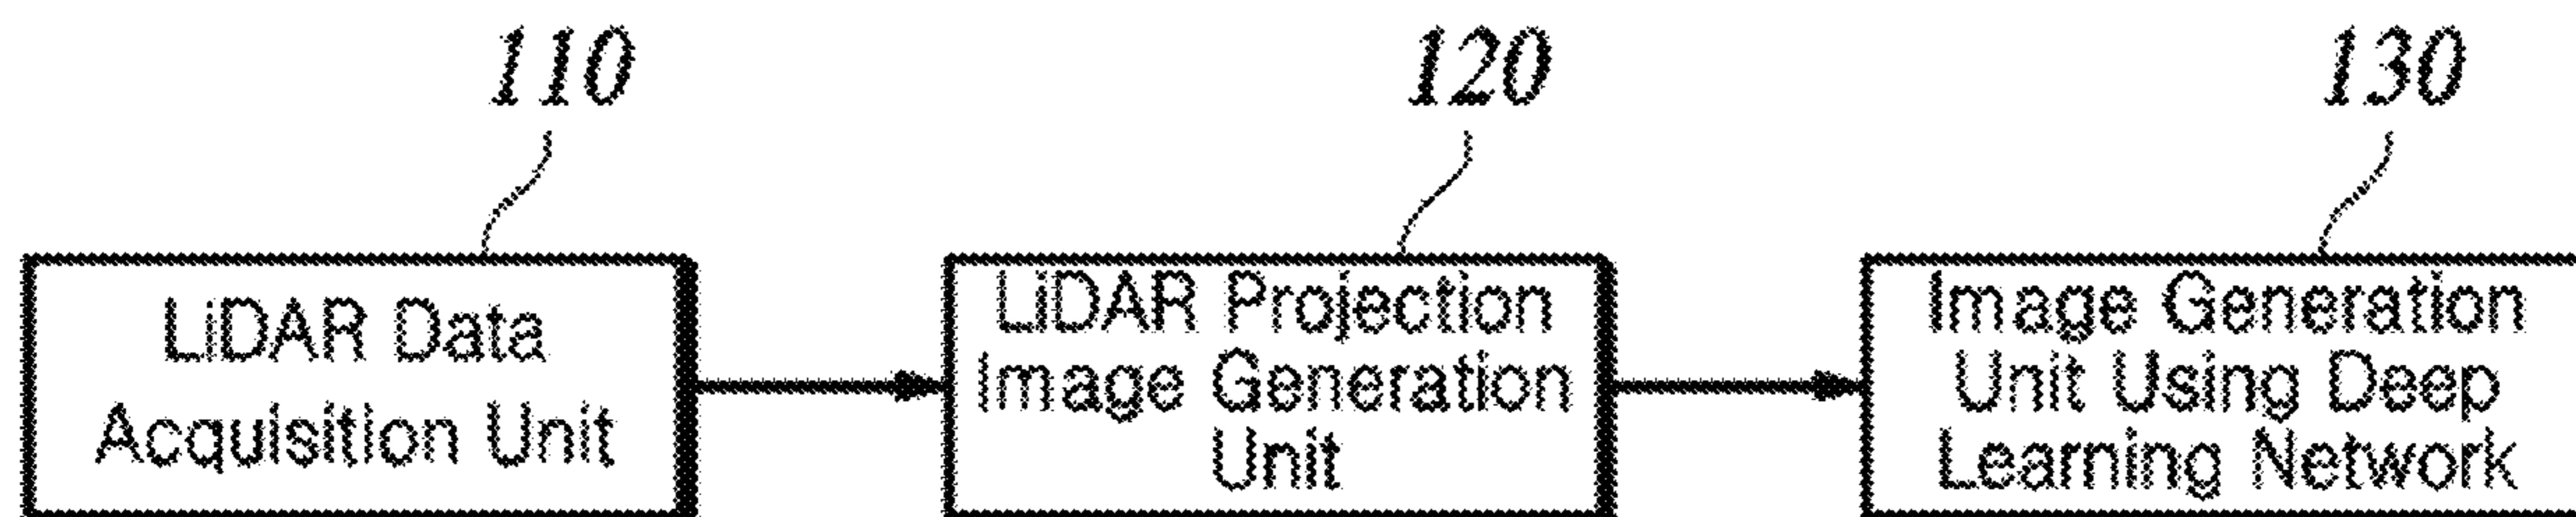 110
120
130
LiDAR Data
Acquisition Unit
LiDAR Projection
Image Generation
Unit
Image Generation
Unit Using Deep
Learning Network